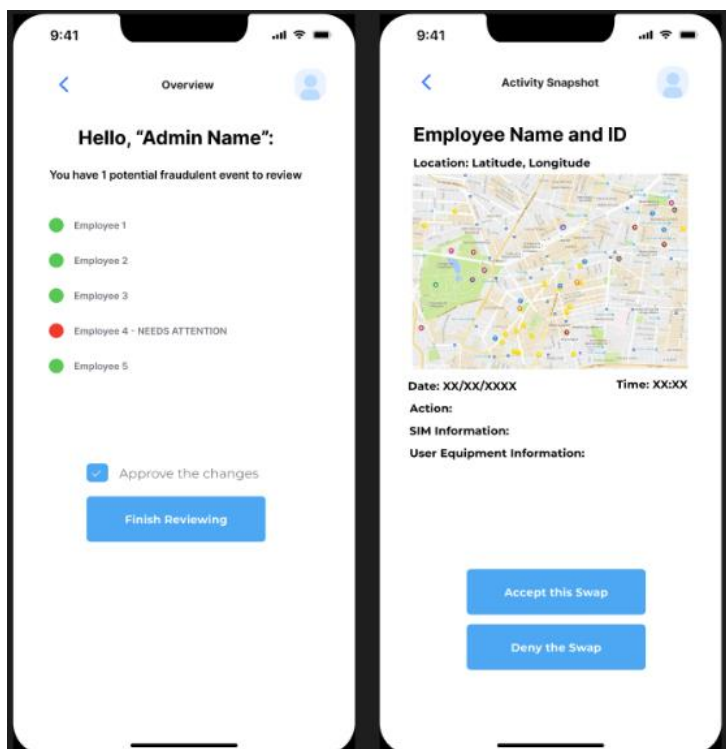 9:41
Overview
Hello, “Admin Name”:
You have 1 potential fraudulent event to review
Employee 1
Employee 2
Employee 3
Employee 4 - NEEDS ATTENTION
Employee 5
Approve the changes
Finish Reviewing
9:41
Activity Snapshot
Employee Name and ID
Location: Latitude, Longitude
Date: XX/XX/XXXX
Time: XX:XX
Action:
SIM Information:
User Equipment Information:
Accept this Swap
Deny the Swap